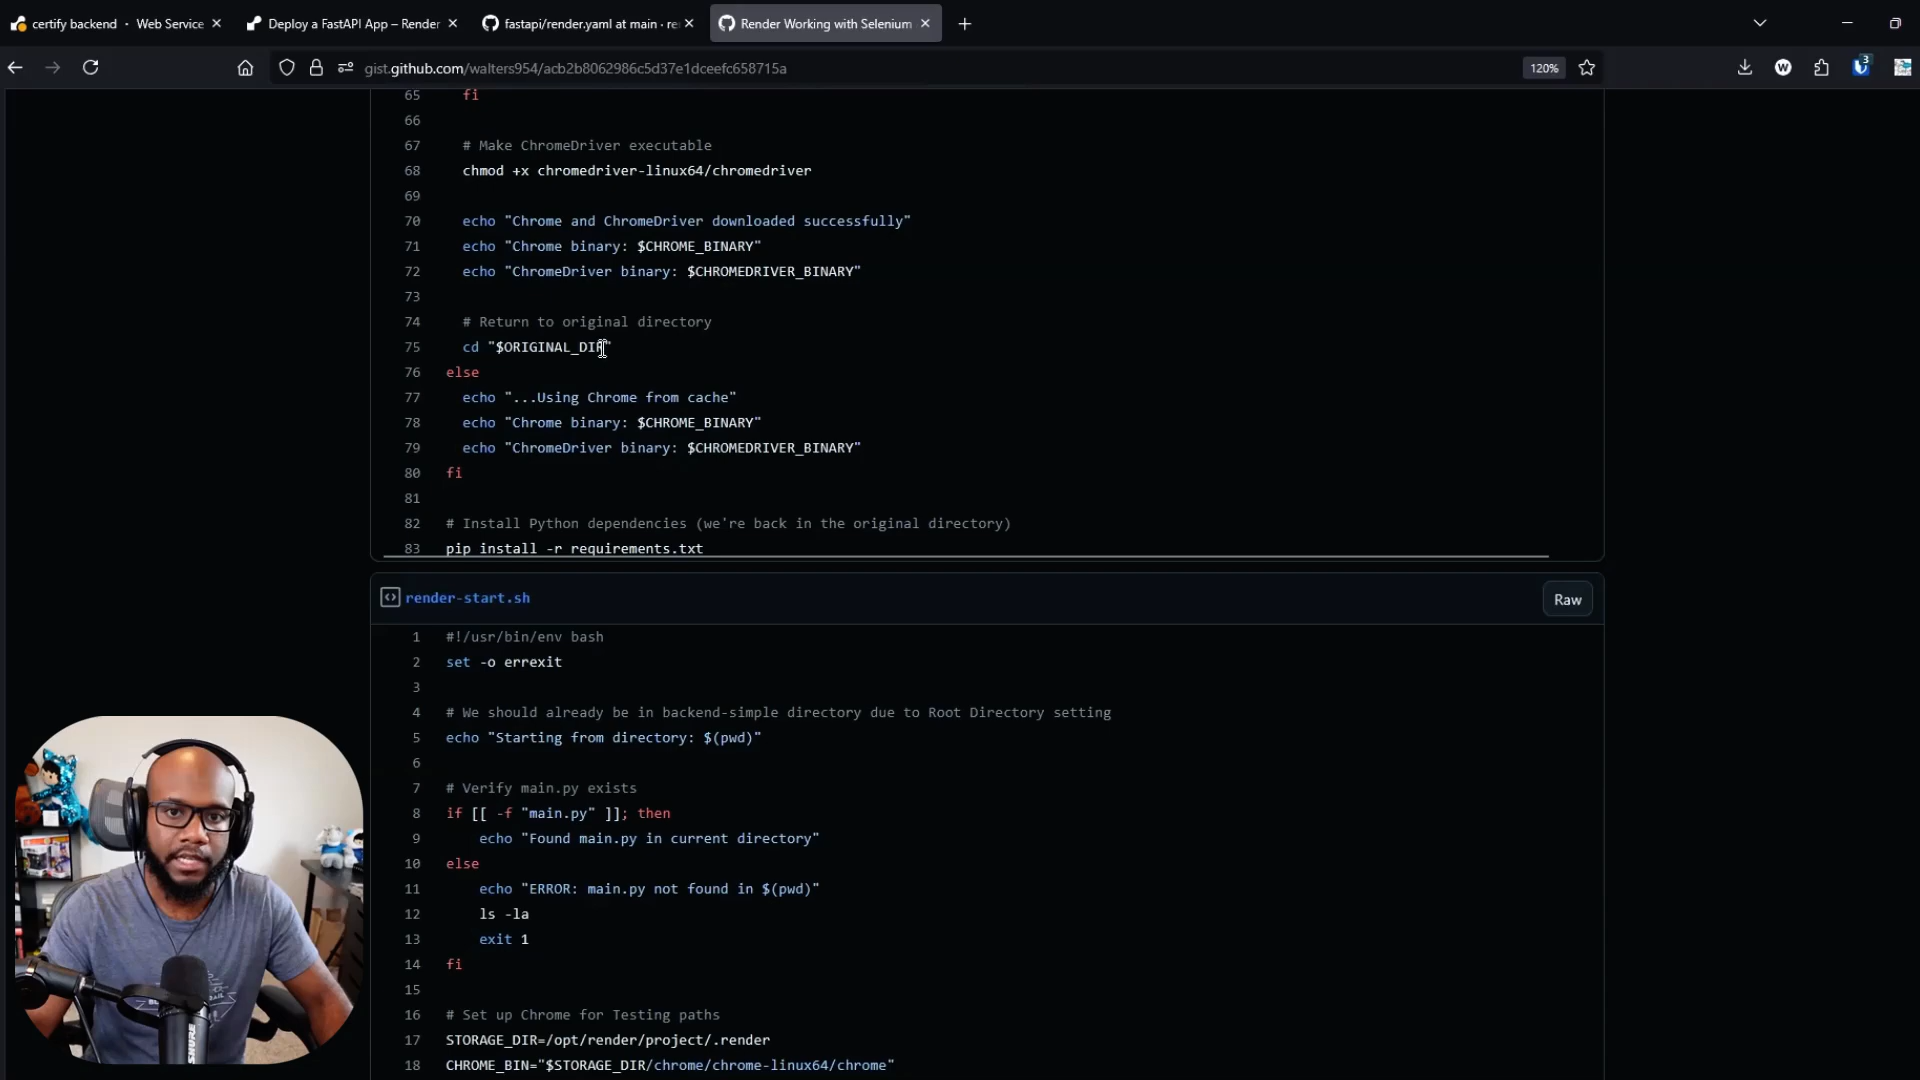 certify backend · Web Service
Deploy a FastAPI App – Render
fastapi/render.yaml at main · re
Render Working with Selenium
gist.github.com/walters954/acb2b8062986c5d37e1dceefc658715a
120%
W
3
65 fi
66
67 # Make ChromeDriver executable
68 chmod +x chromedriver-linux64/chromedriver
69
70 echo "Chrome and ChromeDriver downloaded successfully"
71 echo "Chrome binary: $CHROME_BINARY"
72 echo "ChromeDriver binary: $CHROMEDRIVER_BINARY"
73
74 # Return to original directory
75 cd "$ORIGINAL_DIR"
76 else
77 echo "...Using Chrome from cache"
78 echo "Chrome binary: $CHROME_BINARY"
79 echo "ChromeDriver binary: $CHROMEDRIVER_BINARY"
80 fi
81
82 # Install Python dependencies (we're back in the original directory)
83 pip install -r requirements.txt
render-start.sh
Raw
1 #!/usr/bin/env bash
2 set -o errexit
3
4 # We should already be in backend-simple directory due to Root Directory setting
5 echo "Starting from directory: $(pwd)"
6
7 # Verify main.py exists
8 if [[ -f "main.py" ]]; then
9 echo "Found main.py in current directory"
10 else
11 echo "ERROR: main.py not found in $(pwd)"
12 ls -la
13 exit 1
14 fi
15
16 # Set up Chrome for Testing paths
17 STORAGE_DIR=/opt/render/project/.render
18 CHROME_BIN="$STORAGE_DIR/chrome/chrome-linux64/chrome"
SHURE